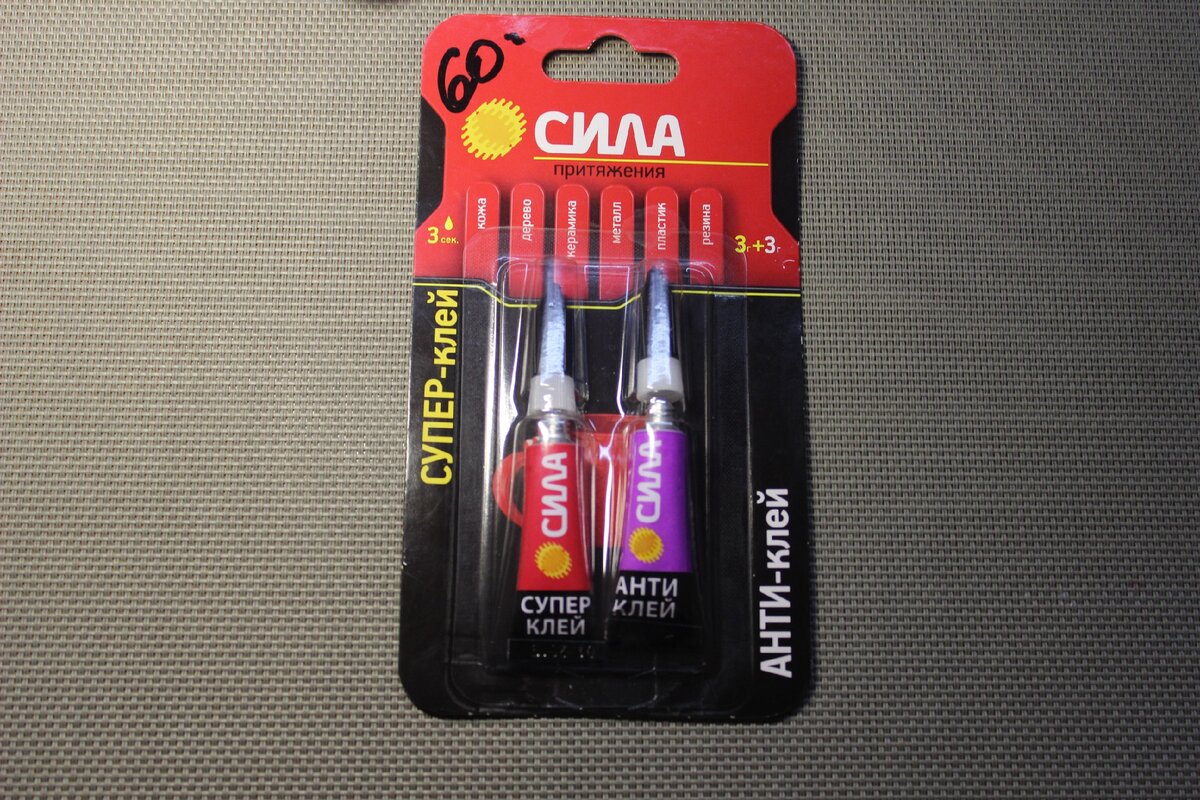 60
СИЛА
притяжения
кожа
дерево
керамика
металл
пластик
резина
3 сек.
3г+3г
СУПЕР-клей
АНТИ-клей
СИЛА
СУПЕР
КЛЕЙ
СИЛА
АНТИ
КЛЕЙ